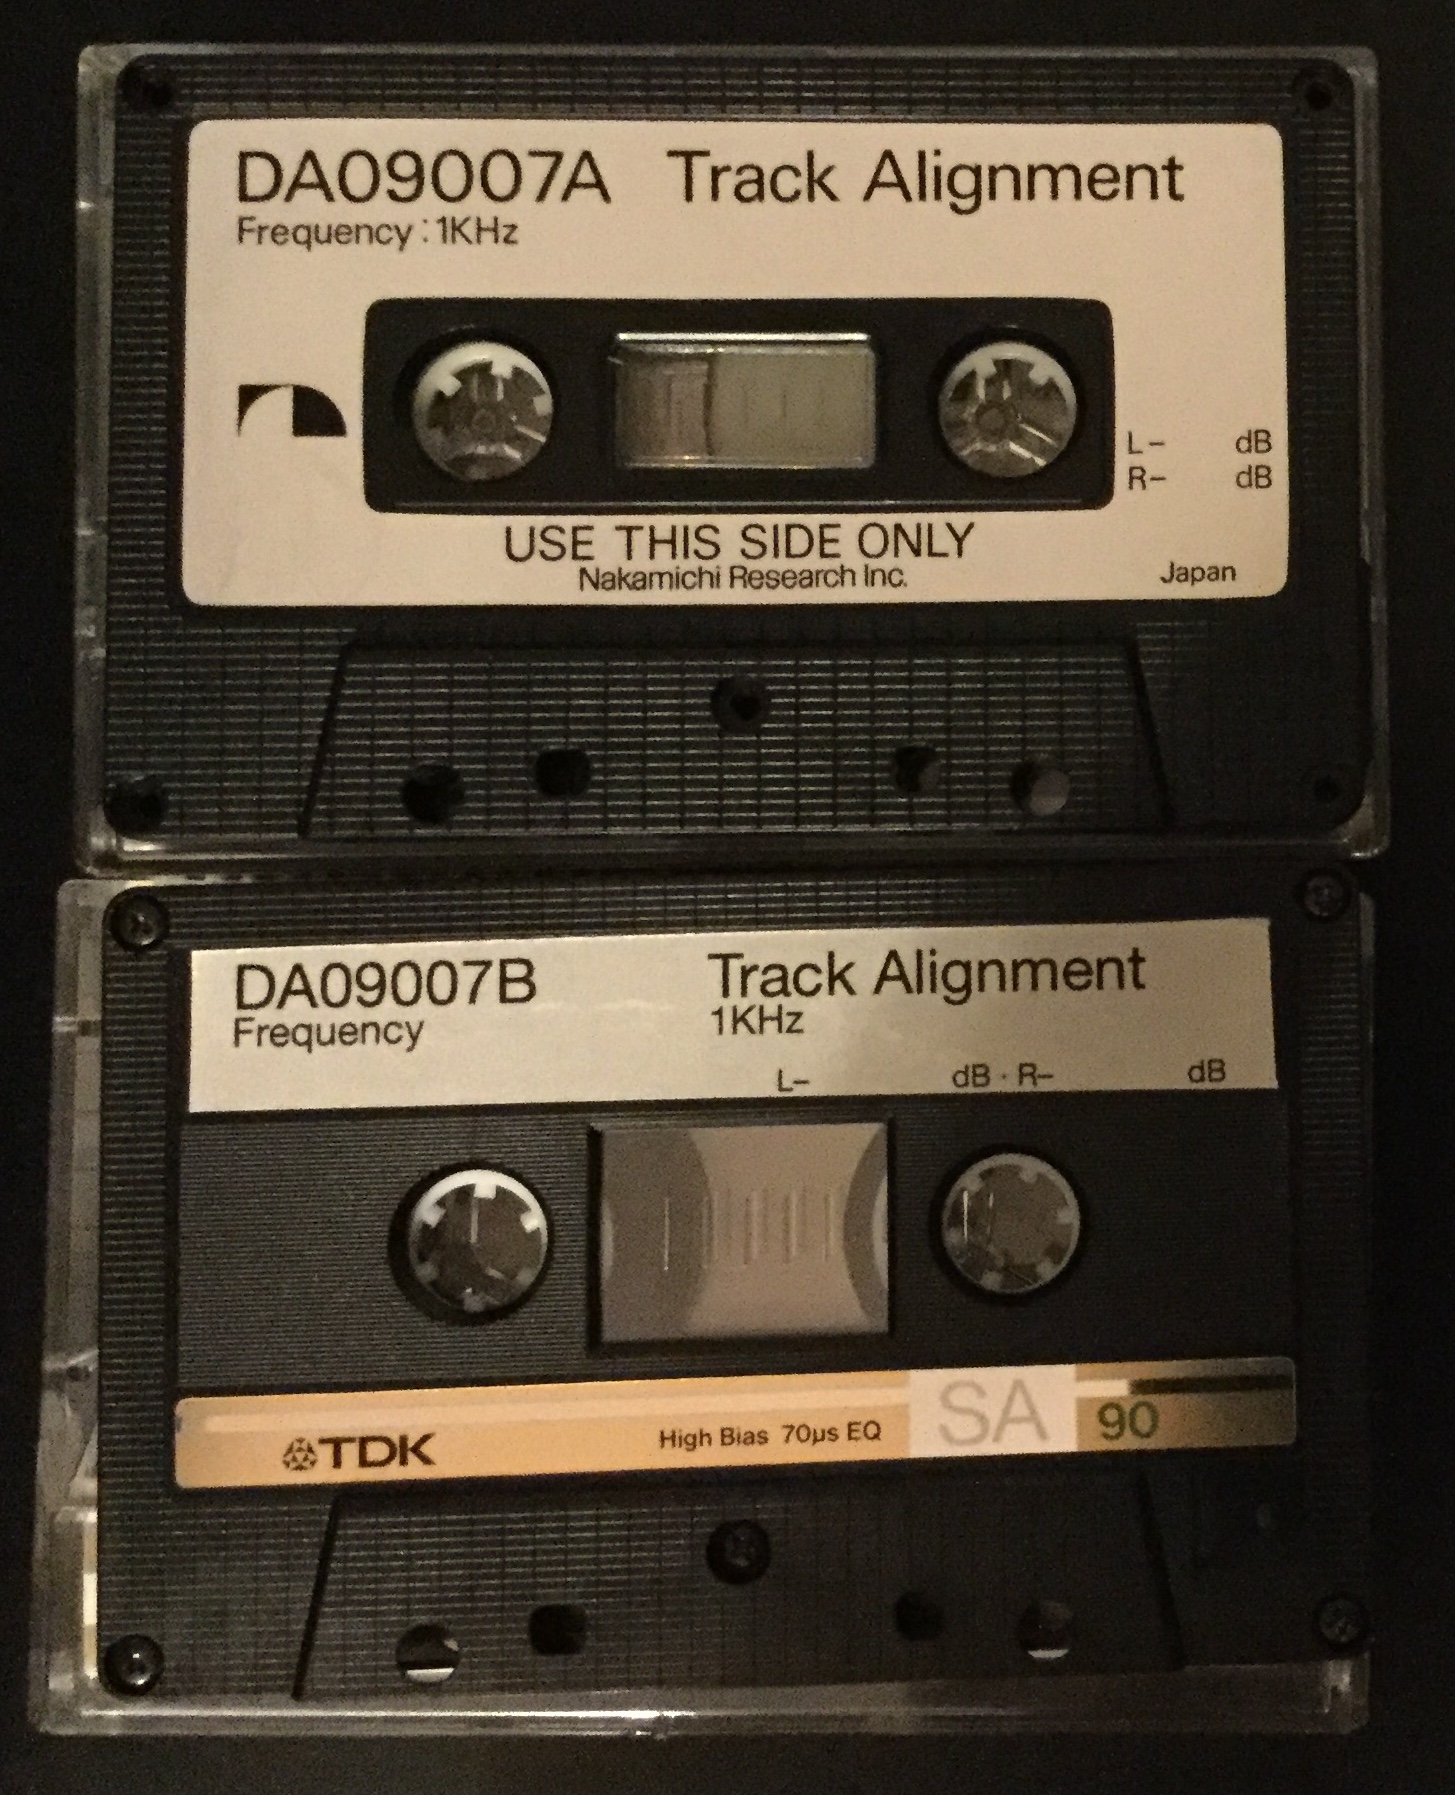 DA09007A Track Alignment
Frequency : 1KHz
L– dB
R– dB
USE THIS SIDE ONLY
Nakamichi Research Inc.
Japan
DA09007B Track Alignment
Frequency 1KHz
L– dB · R– dB
TDK High Bias 70µs EQ SA 90